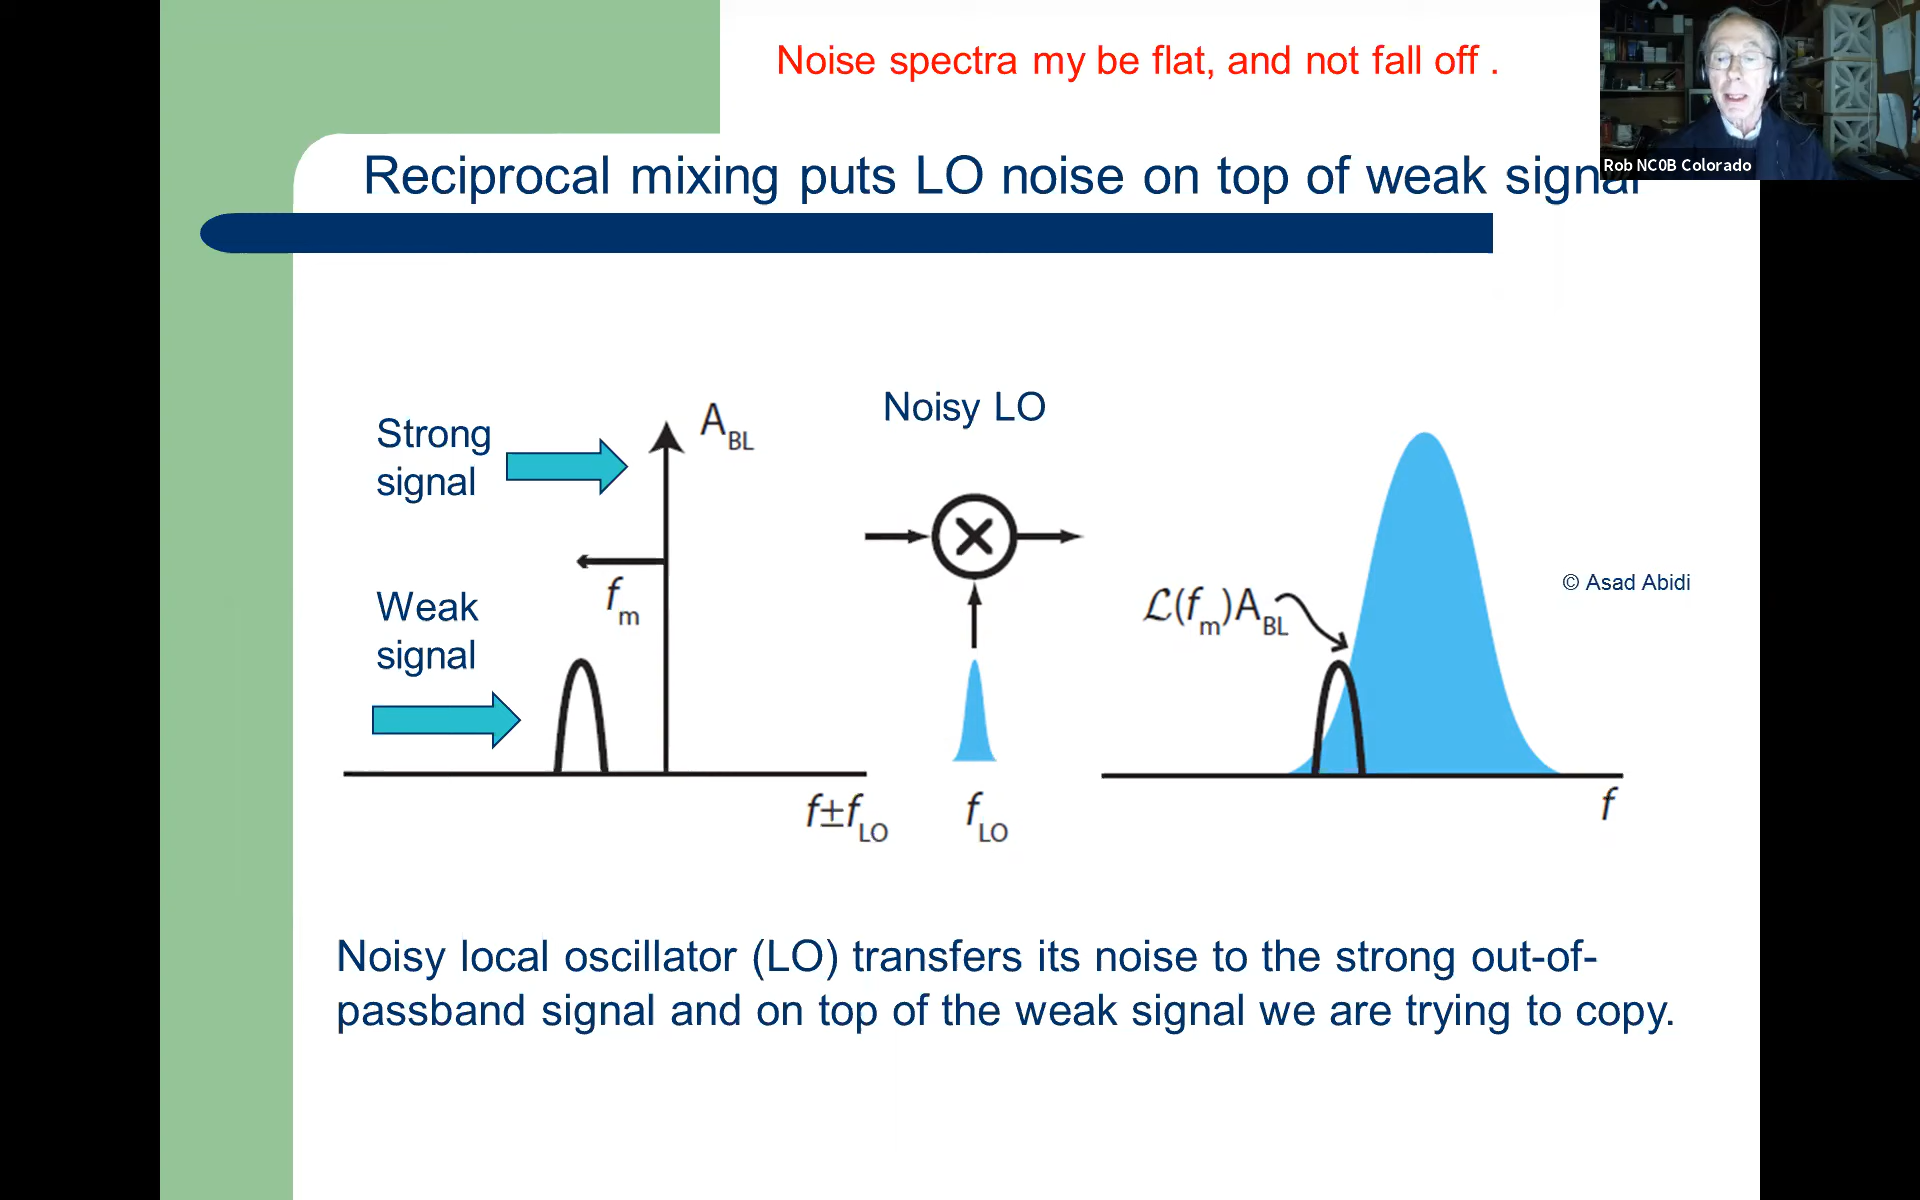 Noise spectra my be flat, and not fall off .
Rob NC0B Colorado
Reciprocal mixing puts LO noise on top of weak signal
Strong
signal
A_BL
Noisy LO
f_m
Weak
signal
© Asad Abidi
ℒ(f_m)A_BL
f±f_LO
f_LO
f
Noisy local oscillator (LO) transfers its noise to the strong out-of-
passband signal and on top of the weak signal we are trying to copy.